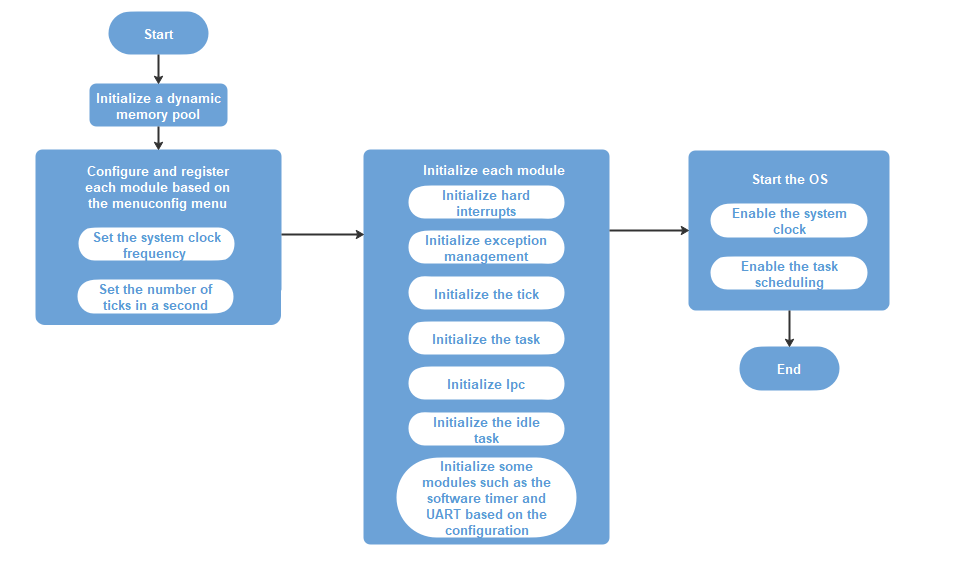 Start
Initialize a dynamic
memory pool
Configure and register
each module based on
the menuconfig menu
Set the system clock
frequency
Set the number of
ticks in a second
Initialize each module
Initialize hard
interrupts
Initialize exception
management
Initialize the tick
Initialize the task
Initialize Ipc
Initialize the idle
task
Initialize some
modules such as the
software timer and
UART based on the
configuration
Start the OS
Enable the system
clock
Enable the task
scheduling
End